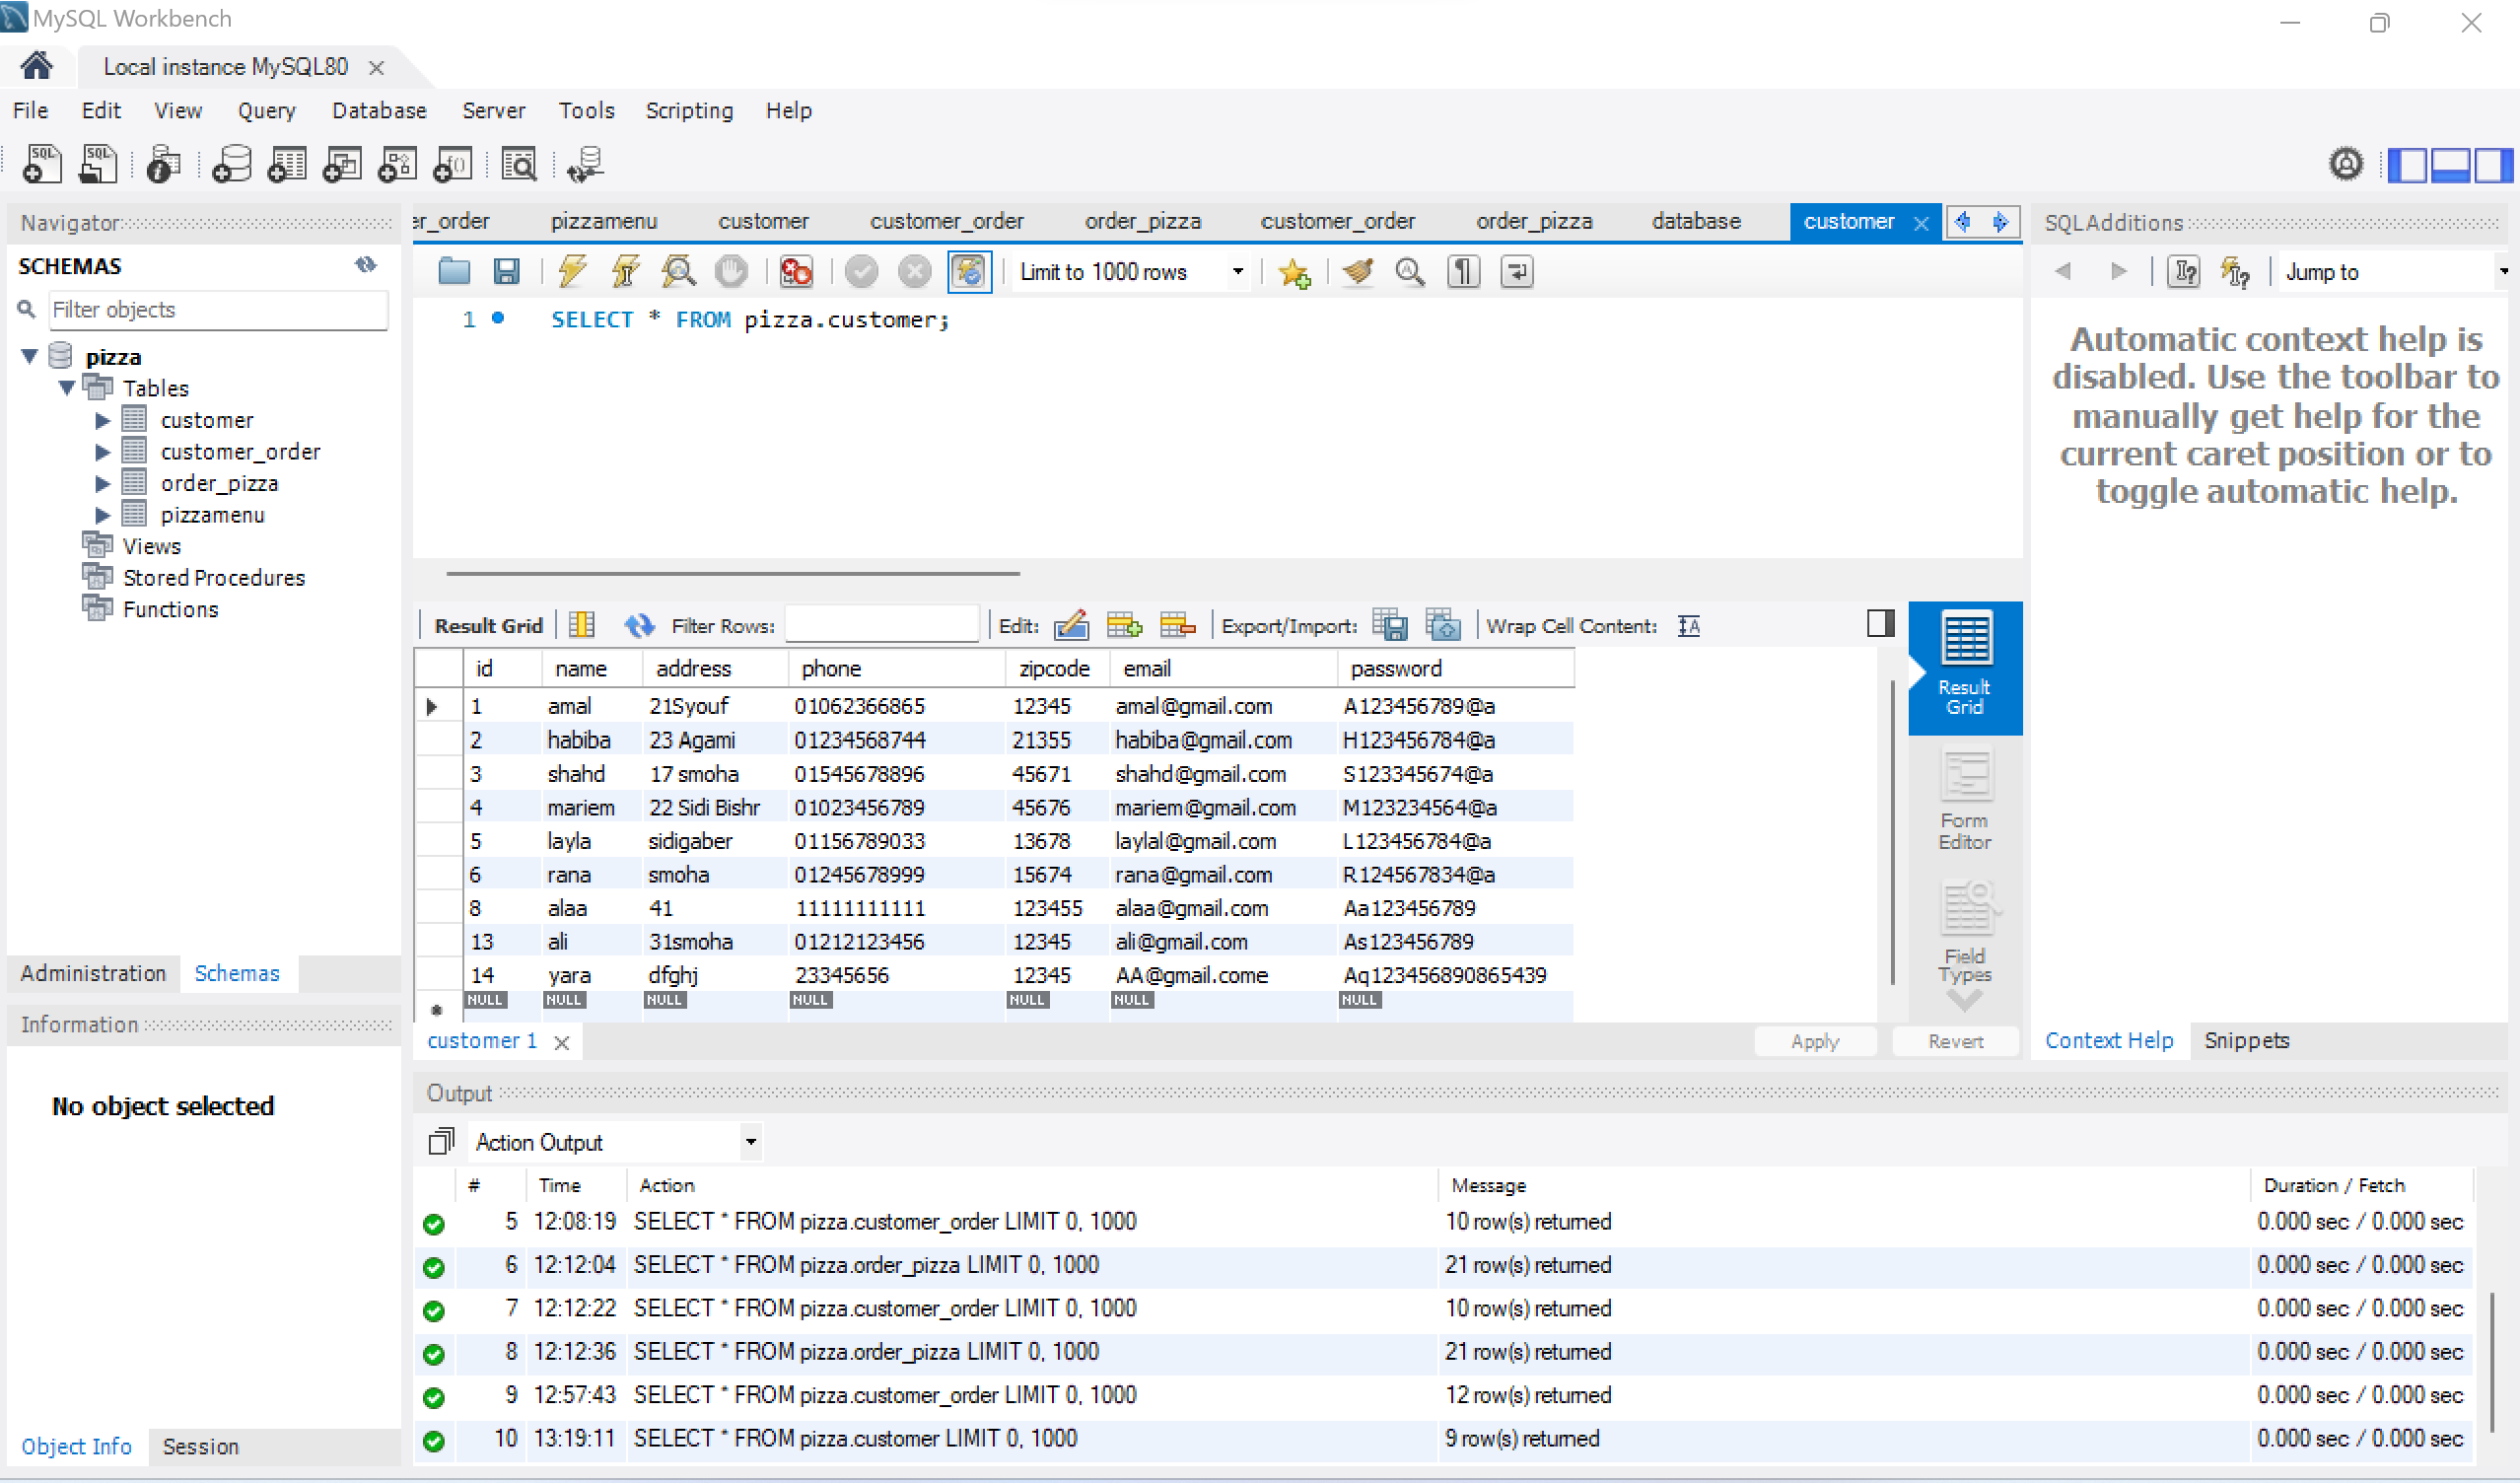 MySQL Workbench
Local instance MySQL80
File Edit View Query Database Server Tools Scripting Help
Navigator
SCHEMAS
Filter objects
pizza
Tables
customer
customer_order
order_pizza
pizzamenu
Views
Stored Procedures
Functions
Administration Schemas
Information
No object selected
Object Info Session
er_order pizzamenu customer customer_order order_pizza customer_order order_pizza database customer
Limit to 1000 rows
1 SELECT * FROM pizza.customer;
Result Grid Filter Rows: Edit: Export/Import: Wrap Cell Content:
id name address phone zipcode email password
1 amal 21Syouf 01062366865 12345 amal@gmail.com A123456789@a
2 habiba 23 Agami 01234568744 21355 habiba@gmail.com H123456784@a
3 shahd 17 smoha 01545678896 45671 shahd@gmail.com S123345674@a
4 mariem 22 Sidi Bishr 01023456789 45676 mariem@gmail.com M123234564@a
5 layla sidigaber 01156789033 13678 laylal@gmail.com L123456784@a
6 rana smoha 01245678999 15674 rana@gmail.com R124567834@a
8 alaa 41 11111111111 123455 alaa@gmail.com Aa123456789
13 ali 31smoha 01212123456 12345 ali@gmail.com As123456789
14 yara dfghj 23345656 12345 AA@gmail.come Aq123456890865439
NULL NULL NULL NULL NULL NULL NULL
Result
Grid
Form
Editor
Field
Types
customer 1
Apply Revert
SQLAdditions
Jump to
Automatic context help is
disabled. Use the toolbar to
manually get help for the
current caret position or to
toggle automatic help.
Context Help Snippets
Output
Action Output
# Time Action Message Duration / Fetch
5 12:08:19 SELECT * FROM pizza.customer_order LIMIT 0, 1000 10 row(s) returned 0.000 sec / 0.000 sec
6 12:12:04 SELECT * FROM pizza.order_pizza LIMIT 0, 1000 21 row(s) returned 0.000 sec / 0.000 sec
7 12:12:22 SELECT * FROM pizza.customer_order LIMIT 0, 1000 10 row(s) returned 0.000 sec / 0.000 sec
8 12:12:36 SELECT * FROM pizza.order_pizza LIMIT 0, 1000 21 row(s) returned 0.000 sec / 0.000 sec
9 12:57:43 SELECT * FROM pizza.customer_order LIMIT 0, 1000 12 row(s) returned 0.000 sec / 0.000 sec
10 13:19:11 SELECT * FROM pizza.customer LIMIT 0, 1000 9 row(s) returned 0.000 sec / 0.000 sec